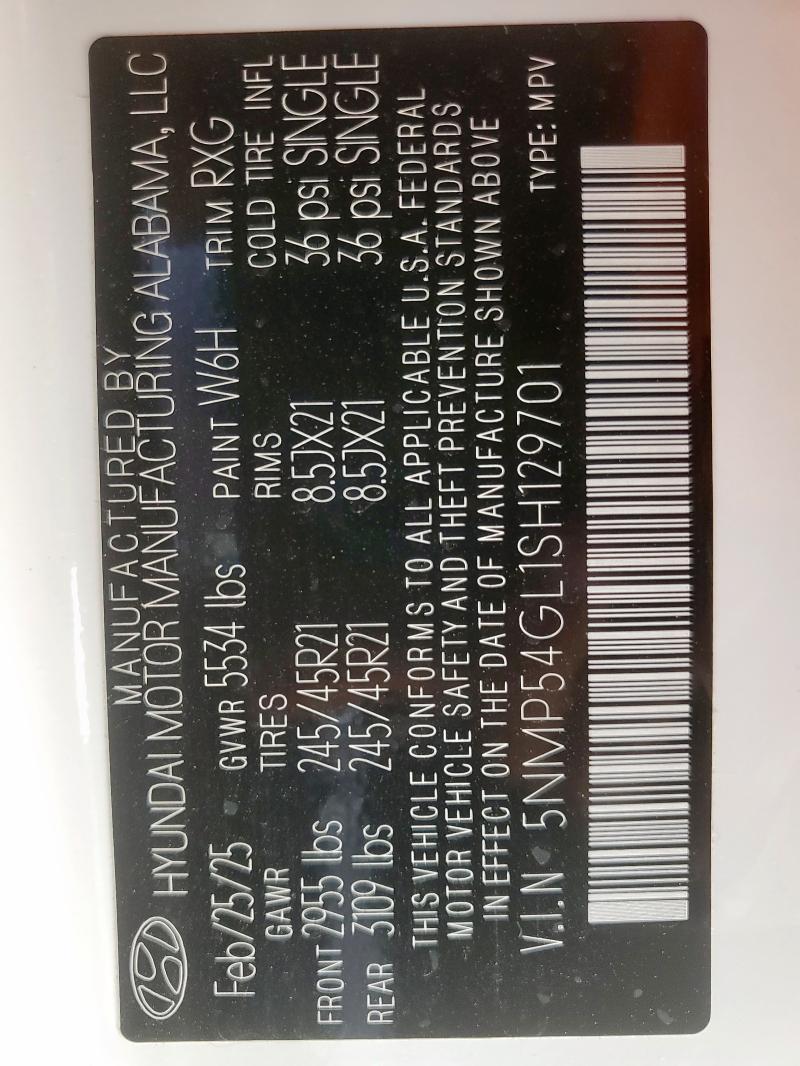 MANUFACTURED BY
HYUNDAI MOTOR MANUFACTURING ALABAMA, LLC
Feb/25/25 GVWR 5534 lbs PAINT W6H TRIM RXG
GAWR TIRES RIMS COLD TIRE INFL
FRONT 2955 lbs 245/45R21 8.5JX21 36 psi SINGLE
REAR 3109 lbs 245/45R21 8.5JX21 36 psi SINGLE
THIS VEHICLE CONFORMS TO ALL APPLICABLE U.S.A. FEDERAL
MOTOR VEHICLE SAFETY AND THEFT PREVENTION STANDARDS
IN EFFECT ON THE DATE OF MANUFACTURE SHOWN ABOVE
V.I.N. 5NMP54GL1SH129701 TYPE: MPV